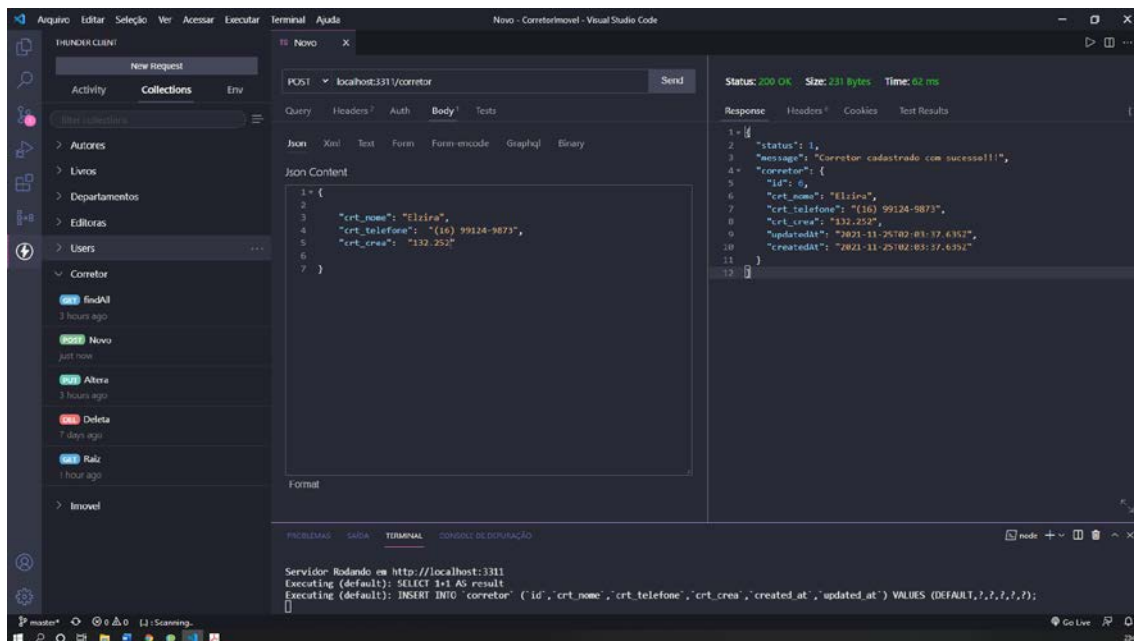 Arquivo Editar Seleção Ver Acessar Executar Terminal Ajuda
Novo - CorretorImovel - Visual Studio Code
THUNDER CLIENT
New Request
Activity Collections Env
filter collections
Autores
Livros
Departamentos
Editoras
Users
Corretor
GET findAll
3 hours ago
POST Novo
just now
PUT Altera
3 hours ago
DEL Deleta
7 days ago
GET Raiz
1 hour ago
Imovel
Novo
POST localhost:3311/corretor Send
Query Headers 2 Auth Body 1 Tests
Json Xml Text Form Form-encode Graphql Binary
Json Content
1 {
2
3 "crt_nome": "Elzira",
4 "crt_telefone": "(16) 99124-9873",
5 "crt_crea": "132.252"
6
7 }
Format
Status: 200 OK Size: 231 Bytes Time: 62 ms
Response Headers 6 Cookies Test Results
1 {
2 "status": 1,
3 "message": "Corretor cadastrado com sucesso!!!",
4 "corretor": {
5 "id": 6,
6 "crt_nome": "Elzira",
7 "crt_telefone": "(16) 99124-9873",
8 "crt_crea": "132.252",
9 "updatedAt": "2021-11-25T02:03:37.635Z",
10 "createdAt": "2021-11-25T02:03:37.635Z"
11 }
12 }
PROBLEMAS SAÍDA TERMINAL CONSOLE DE DEPURAÇÃO
node
Servidor Rodando em http://localhost:3311
Executing (default): SELECT 1+1 AS result
Executing (default): INSERT INTO `corretor` (`id`,`crt_nome`,`crt_telefone`,`crt_crea`,`created_at`,`updated_at`) VALUES (DEFAULT,?,?,?,?,?);
master* 0 0 Scanning.. Go Live